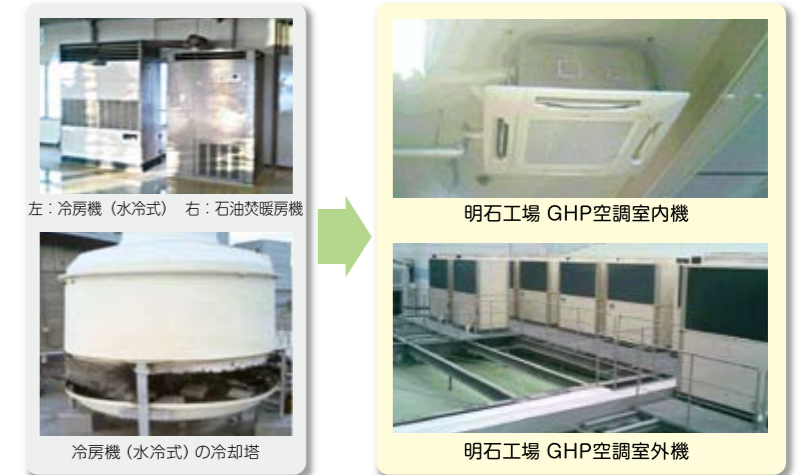 左：冷房機（水冷式）　右：石油焚暖房機
冷房機（水冷式）の冷却塔
明石工場 GHP空調室内機
明石工場 GHP空調室外機